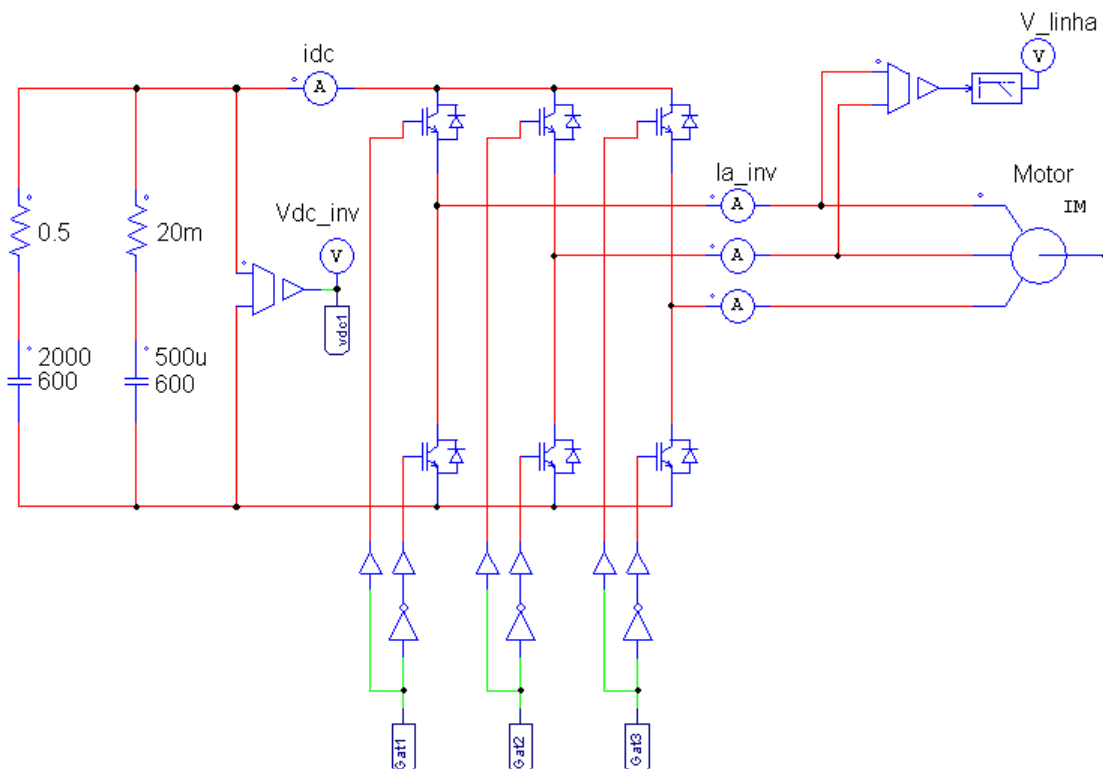 V_linha
V
idc
A
Ia_inv
A
A
A
Motor
IM
0.5
20m
Vdc_inv
V
vdc1
2000
600
500u
600
Gat1
Gat2
Gat3